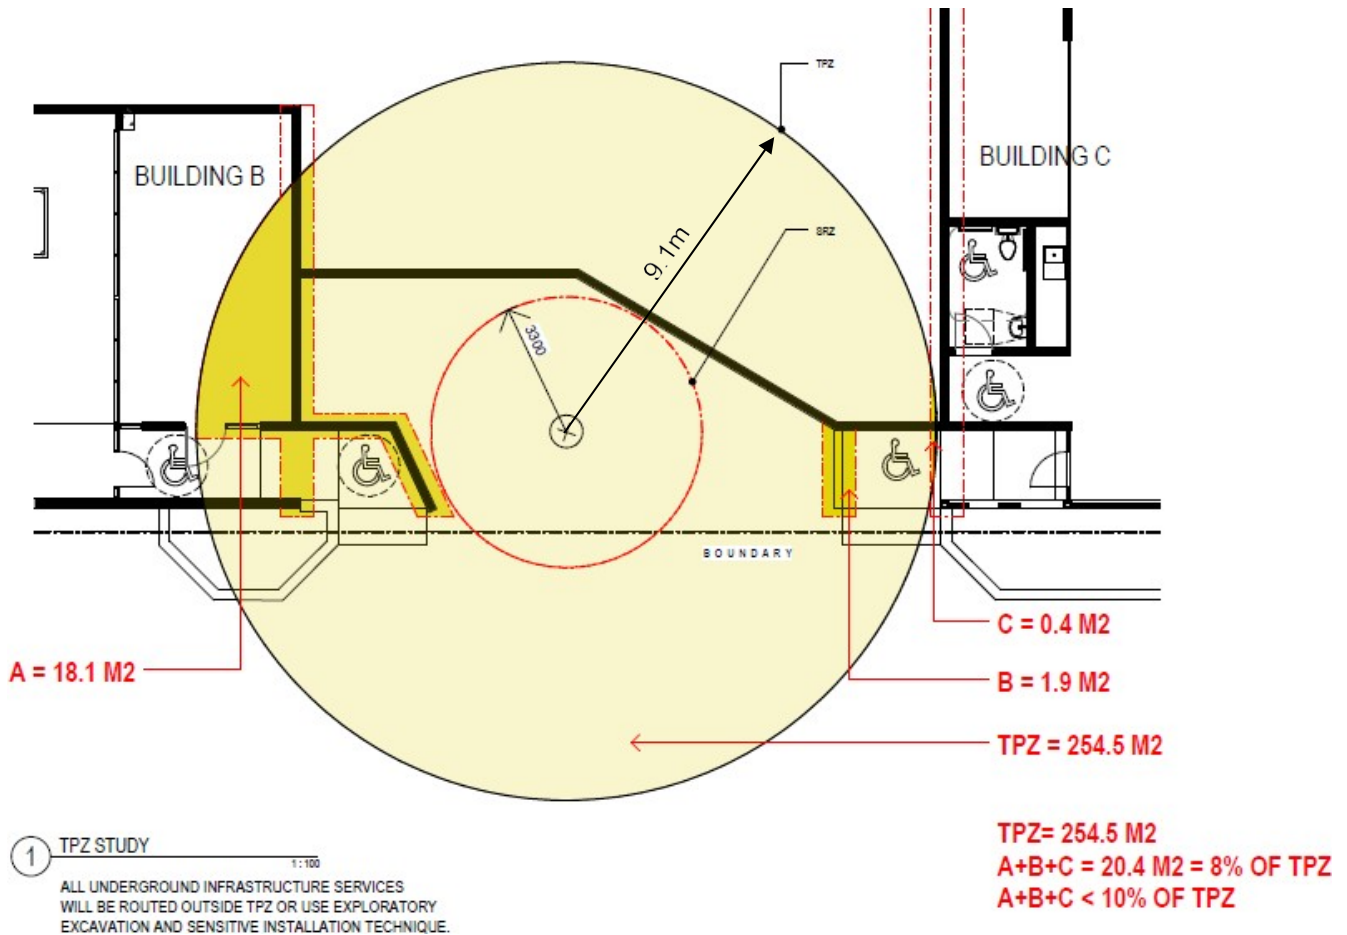 TPZ
BUILDING B
BUILDING C
9.1m
SRZ
3300
BOUNDARY
C = 0.4 M2
A = 18.1 M2
B = 1.9 M2
TPZ = 254.5 M2
TPZ= 254.5 M2
A+B+C = 20.4 M2 = 8% OF TPZ
A+B+C < 10% OF TPZ
1 TPZ STUDY
1 : 100
ALL UNDERGROUND INFRASTRUCTURE SERVICES
WILL BE ROUTED OUTSIDE TPZ OR USE EXPLORATORY
EXCAVATION AND SENSITIVE INSTALLATION TECHNIQUE.